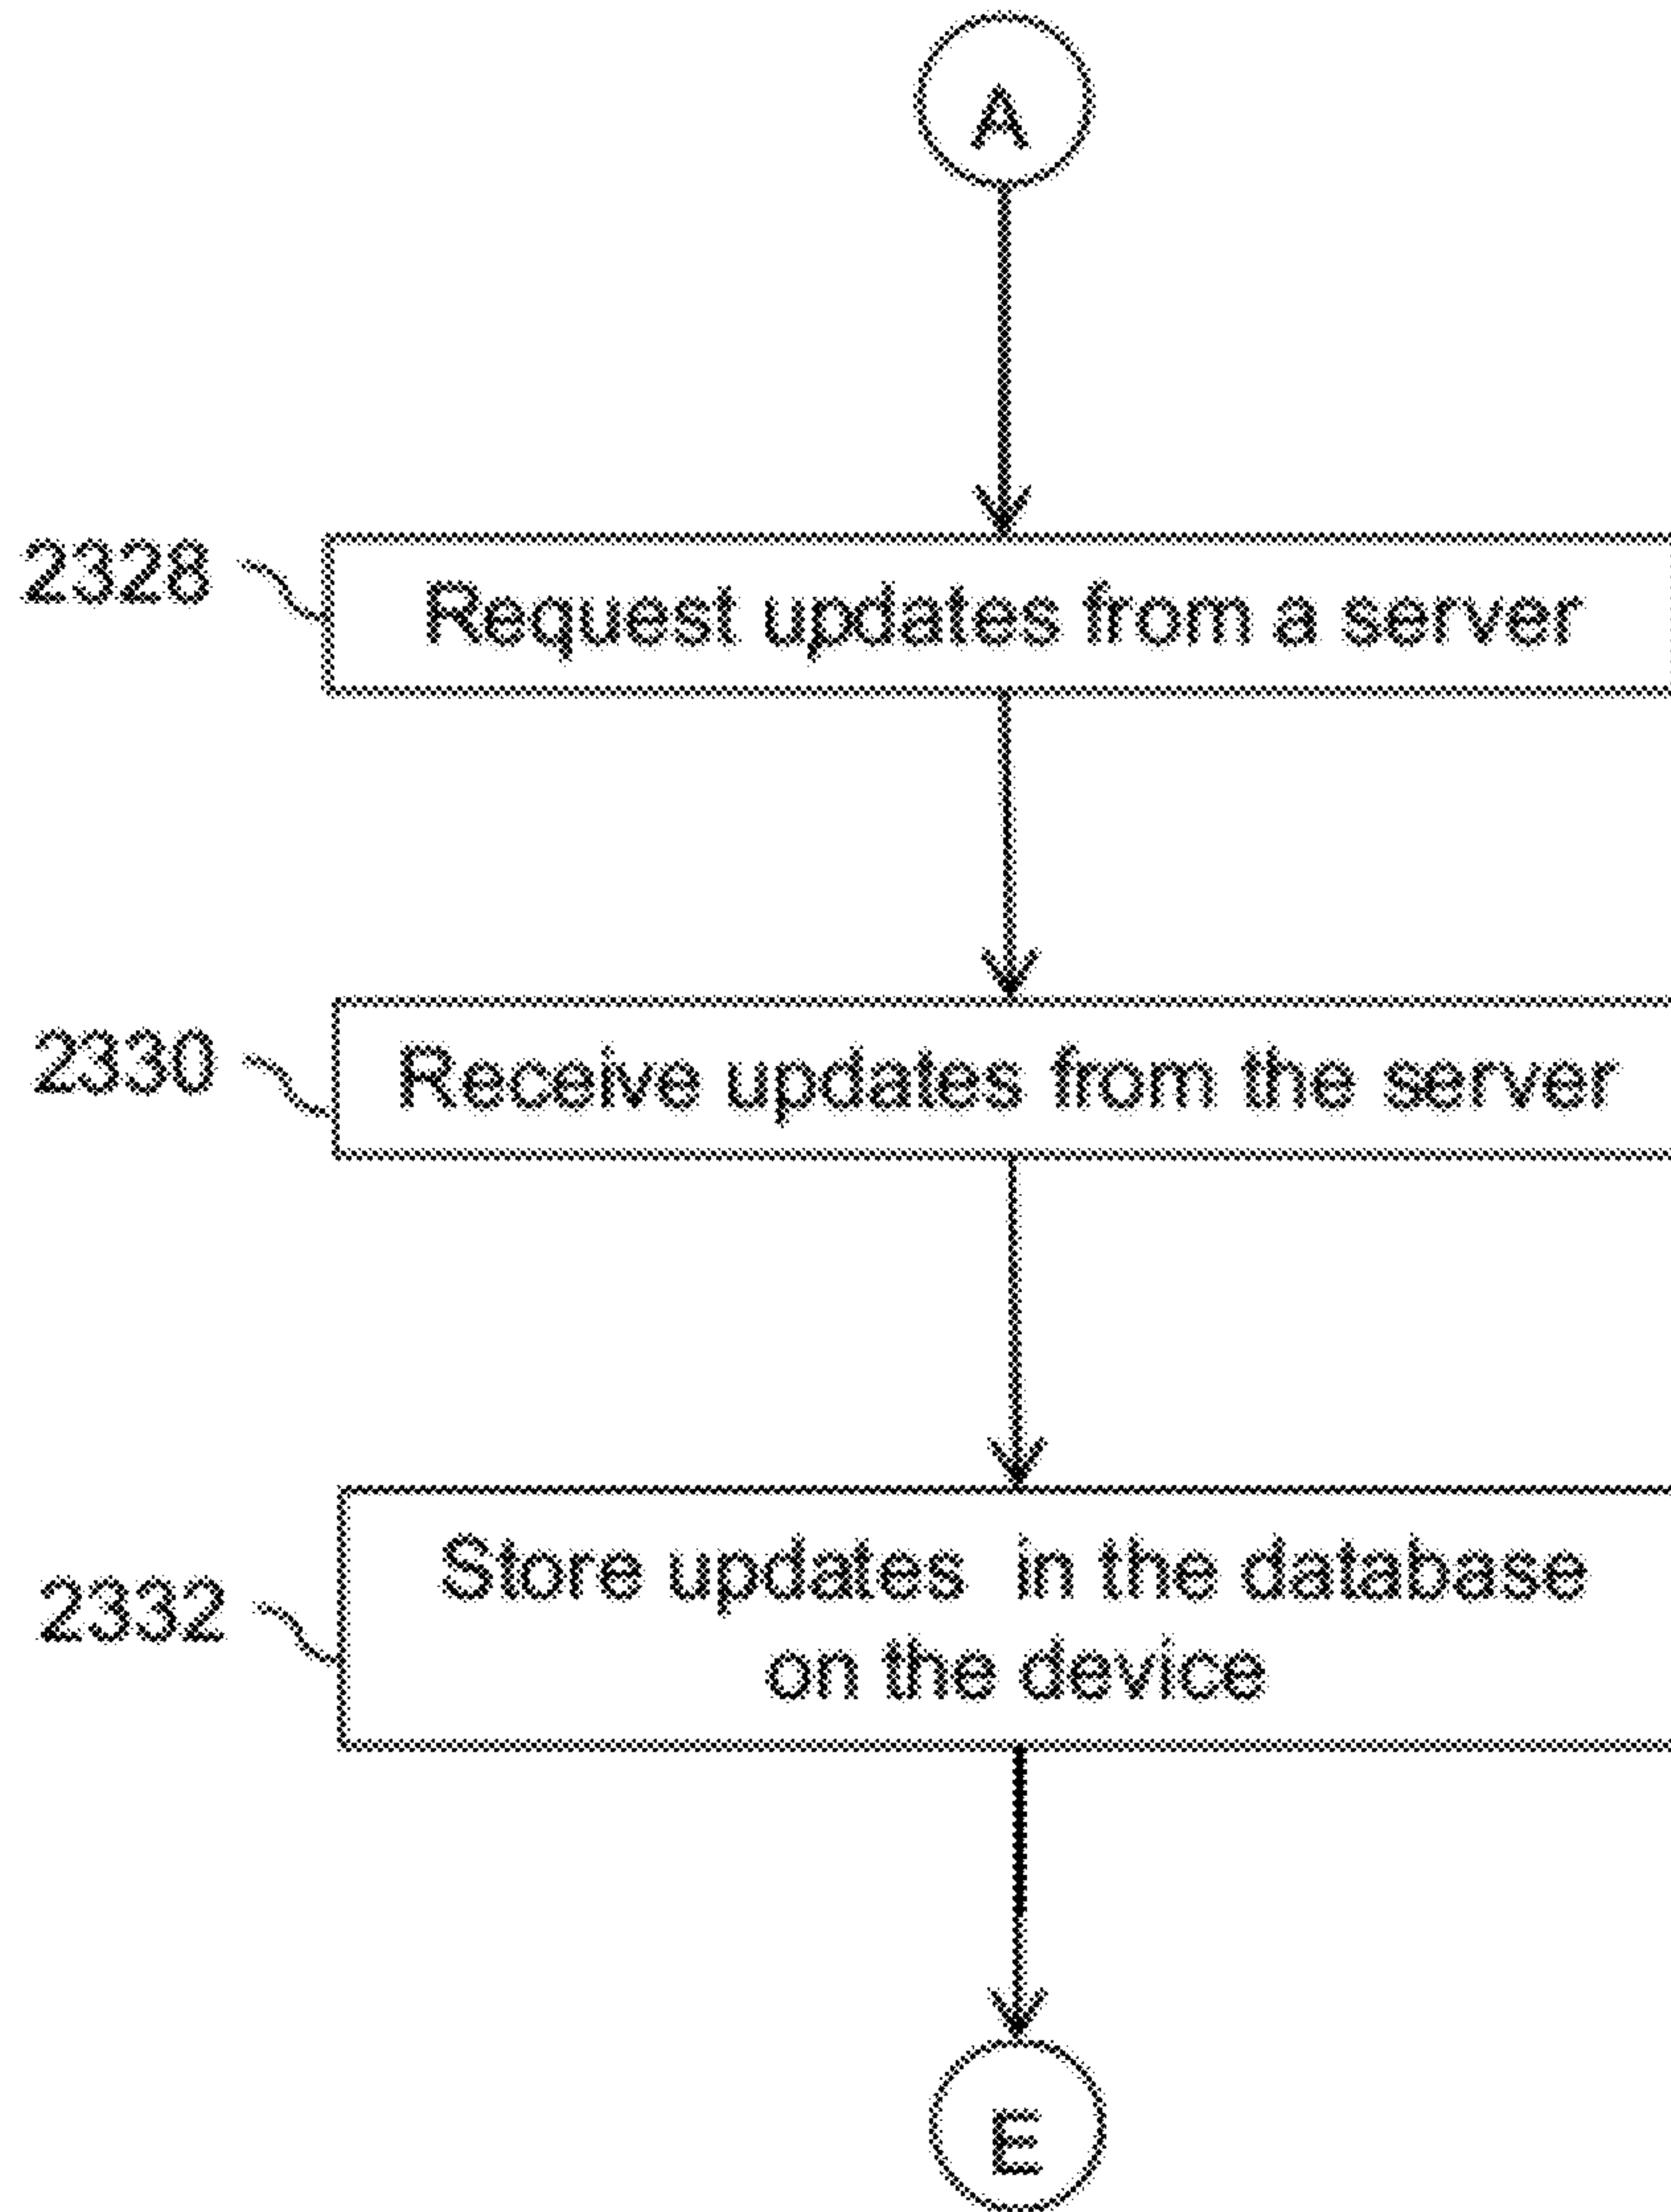 A
2328
Request updates from a server
2330
Receive updates from the server
2332
Store updates in the database
on the device
E